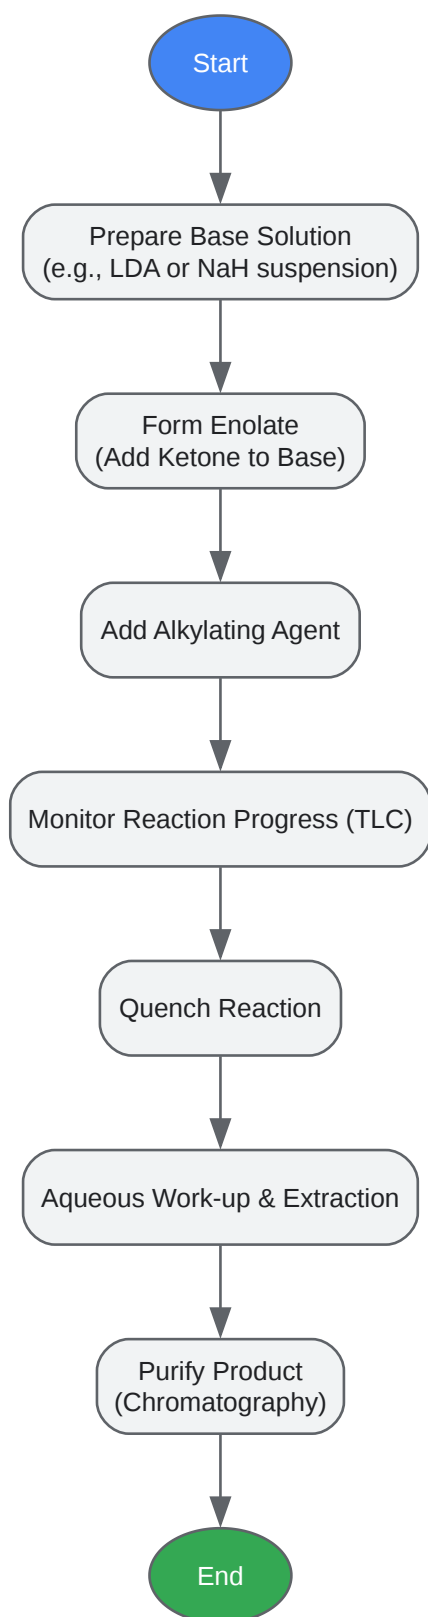 Start
Prepare Base Solution
(e.g., LDA or NaH suspension)
Form Enolate
(Add Ketone to Base)
Add Alkylating Agent
Monitor Reaction Progress (TLC)
Quench Reaction
Aqueous Work-up & Extraction
Purify Product
(Chromatography)
End